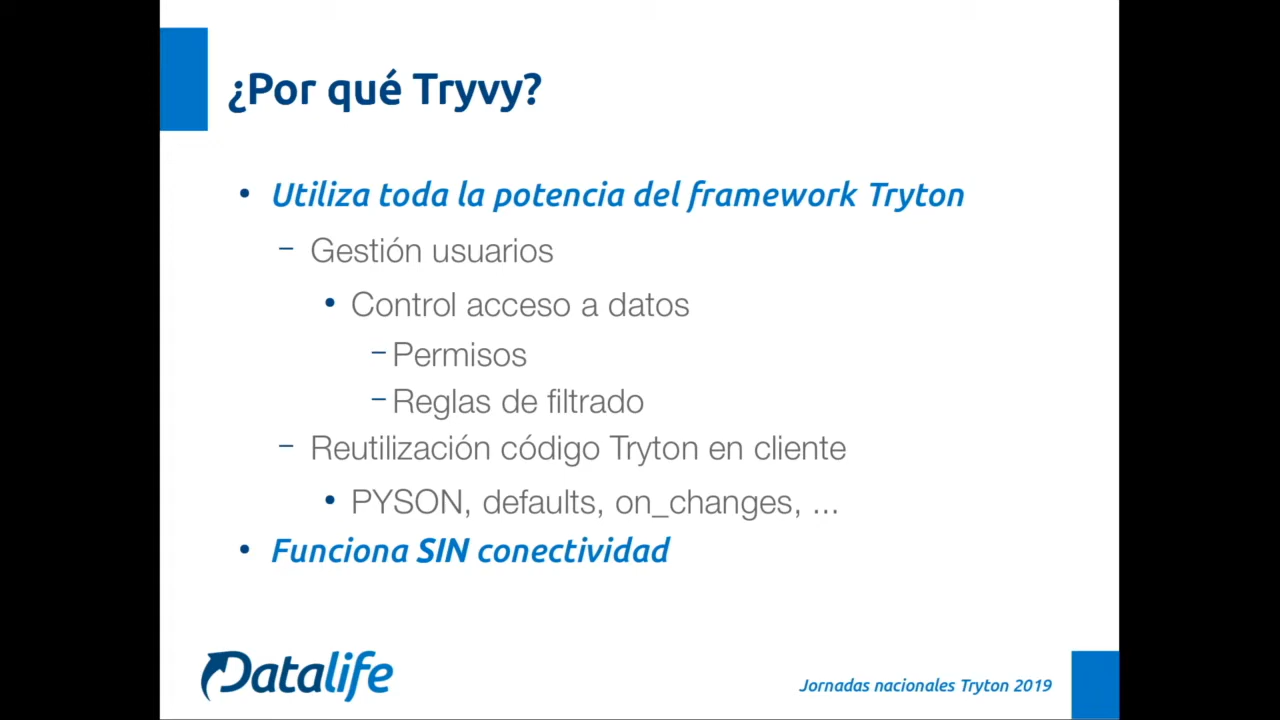 ¿Por qué Tryvy?
• Utiliza toda la potencia del framework Tryton
– Gestión usuarios
• Control acceso a datos
– Permisos
– Reglas de filtrado
– Reutilización código Tryton en cliente
• PYSON, defaults, on_changes, ...
• Funciona SIN conectividad
Datalife
Jornadas nacionales Tryton 2019